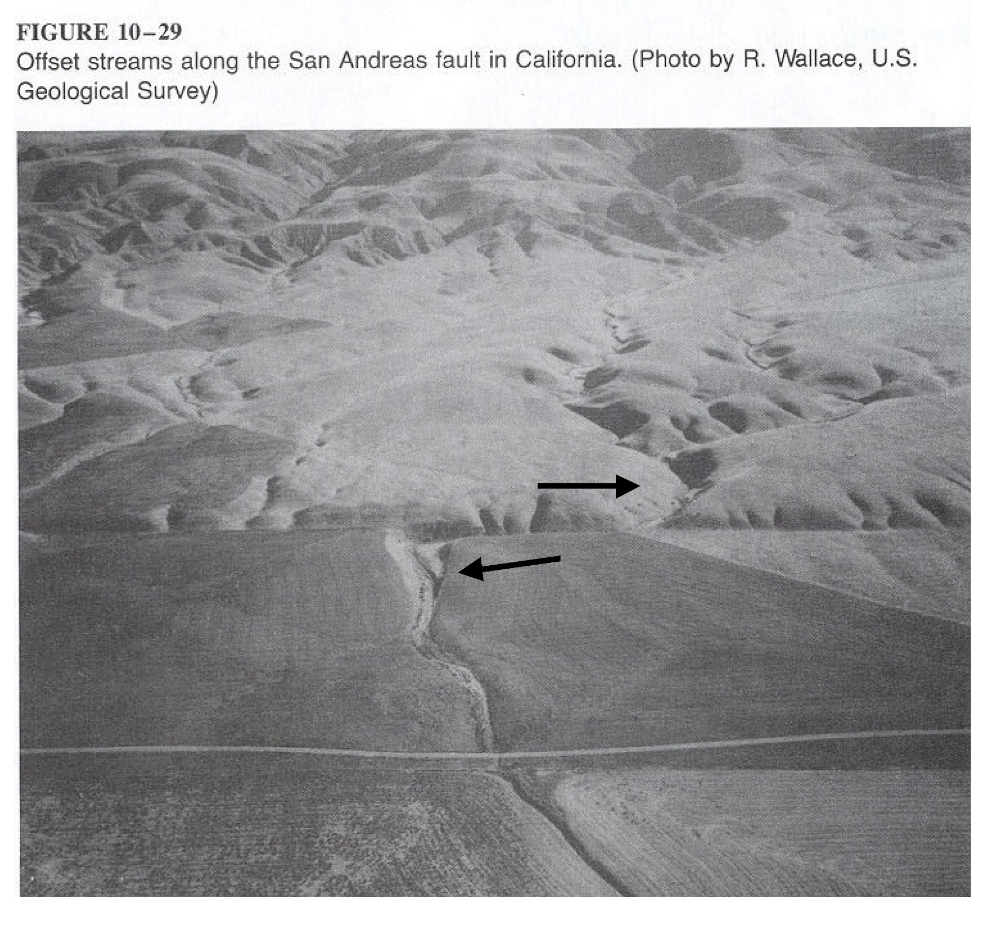 FIGURE 10–29
Offset streams along the San Andreas fault in California. (Photo by R. Wallace, U.S.
Geological Survey)